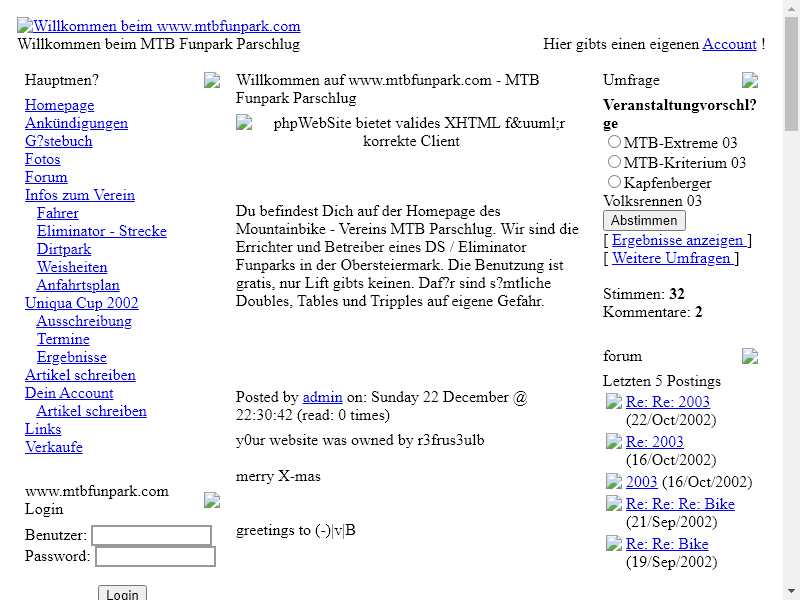 Willkommen beim www.mtbfunpark.com
Willkommen beim MTB Funpark Parschlug
Hier gibts einen eigenen Account !
Hauptmen?
Homepage
Ankündigungen
G?stebuch
Fotos
Forum
Infos zum Verein
Fahrer
Eliminator - Strecke
Dirtpark
Weisheiten
Anfahrtsplan
Uniqua Cup 2002
Ausschreibung
Termine
Ergebnisse
Artikel schreiben
Dein Account
Artikel schreiben
Links
Verkaufe
www.mtbfunpark.com
Login
Benutzer:
Password:
Login
Willkommen auf www.mtbfunpark.com - MTB
Funpark Parschlug
phpWebSite bietet valides XHTML f&uuml;r
korrekte Client
Du befindest Dich auf der Homepage des
Mountainbike - Vereins MTB Parschlug. Wir sind die
Errichter und Betreiber eines DS / Eliminator
Funparks in der Obersteiermark. Die Benutzung ist
gratis, nur Lift gibts keinen. Daf?r sind s?mtliche
Doubles, Tables und Tripples auf eigene Gefahr.
Posted by admin on: Sunday 22 December @
22:30:42 (read: 0 times)
y0ur website was owned by r3frus3ulb
merry X-mas
greetings to (-)|v|B
Umfrage
Veranstaltungvorschl?
ge
MTB-Extreme 03
MTB-Kriterium 03
Kapfenberger
Volksrennen 03
Abstimmen
[ Ergebnisse anzeigen ]
[ Weitere Umfragen ]
Stimmen: 32
Kommentare: 2
forum
Letzten 5 Postings
Re: Re: 2003
(22/Oct/2002)
Re: 2003
(16/Oct/2002)
2003 (16/Oct/2002)
Re: Re: Re: Bike
(21/Sep/2002)
Re: Re: Bike
(19/Sep/2002)